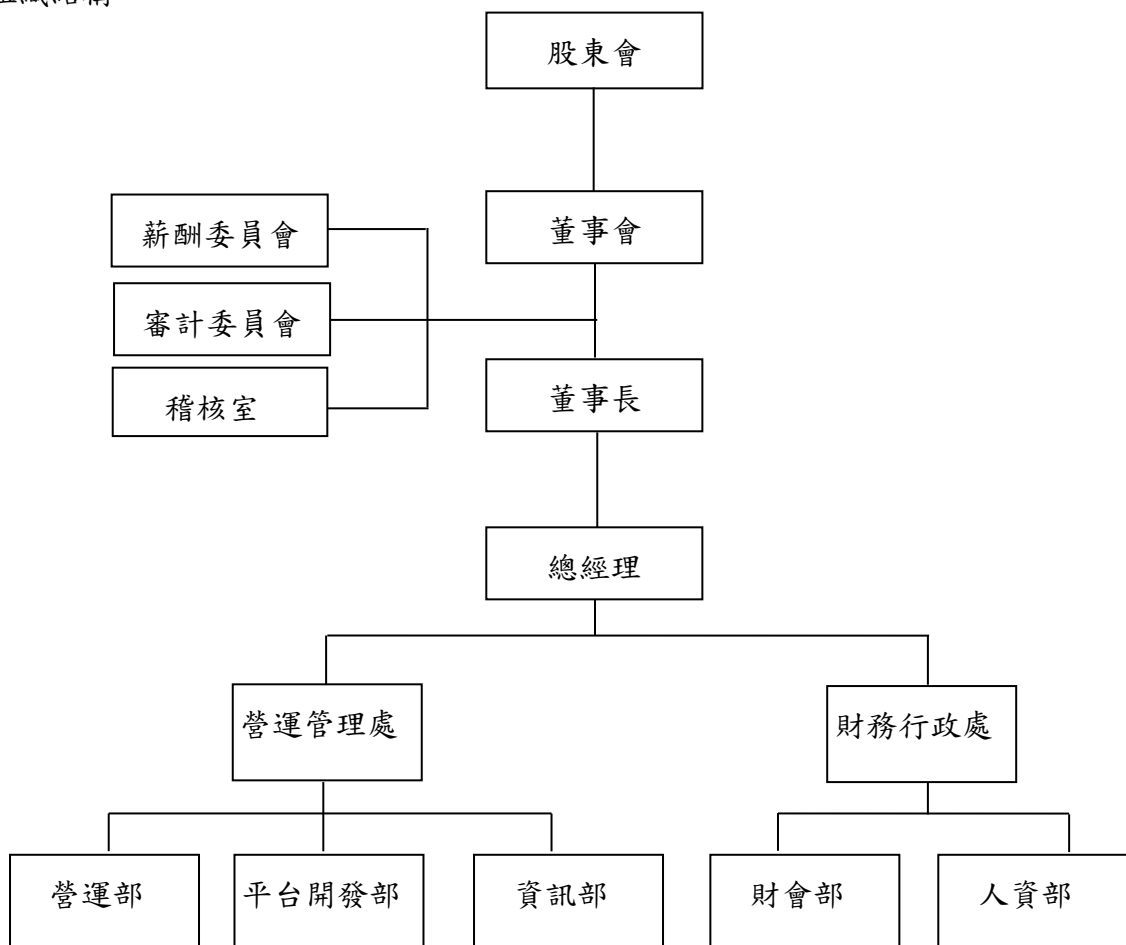 股東會
薪酬委員會
董事會
審計委員會
稽核室
董事長
總經理
營運管理處
財務行政處
營運部
平台開發部
資訊部
財會部
人資部